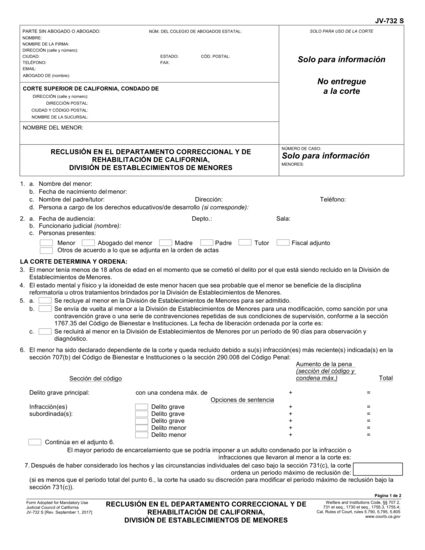 JV-732 S
PARTE SIN ABOGADO O ABOGADO: NÚM. DEL COLEGIO DE ABOGADOS ESTATAL:
NOMBRE:
NOMBRE DE LA FIRMA:
DIRECCIÓN (calle y número):
CIUDAD: ESTADO: CÓD. POSTAL:
TELÉFONO: FAX:
EMAIL:
ABOGADO DE (nombre):
SOLO PARA USO DE LA CORTE
Solo para información
No entregue
a la corte
CORTE SUPERIOR DE CALIFORNIA, CONDADO DE
DIRECCIÓN (calle y número):
DIRECCIÓN POSTAL:
CIUDAD Y CÓDIGO POSTAL:
NOMBRE DE LA SUCURSAL:
NOMBRE DEL MENOR:
RECLUSIÓN EN EL DEPARTAMENTO CORRECCIONAL Y DE
REHABILITACIÓN DE CALIFORNIA,
DIVISIÓN DE ESTABLECIMIENTOS DE MENORES
NÚMERO DE CASO:
Solo para información
MENORES:
1. a. Nombre del menor:
b. Fecha de nacimiento del menor:
c. Nombre del padre/tutor: Dirección: Teléfono:
d. Persona a cargo de los derechos educativos/de desarrollo (si corresponde):
2. a. Fecha de audiencia: Depto.: Sala:
b. Funcionario judicial (nombre):
c. Personas presentes:
Menor Abogado del menor Madre Padre Tutor Fiscal adjunto
Otros de acuerdo a lo que se adjunta en la orden de actas
LA CORTE DETERMINA Y ORDENA:
3. El menor tenía menos de 18 años de edad en el momento que se cometió el delito por el que está siendo recluido en la División de
Establecimientos de Menores.
4. El estado mental y físico y la idoneidad de este menor hacen que sea probable que el menor se beneficie de la disciplina
reformatoria u otros tratamientos brindados por la División de Establecimientos de Menores.
5. a. Se recluye al menor en la División de Establecimientos de Menores para ser admitido.
b. Se envía de vuelta al menor a la División de Establecimientos de Menores para una modificación, como sanción por una
contravención grave o una serie de contravenciones repetidas de sus condiciones de supervisión, conforme a la sección
1767.35 del Código de Bienestar e Instituciones. La fecha de liberación ordenada por la corte es:
c. Se recluirá al menor en la División de Establecimientos de Menores por un período de 90 días para observación y
diagnóstico.
6. El menor ha sido declarado dependiente de la corte y queda recluido debido a su(s) infracción(es) más reciente(s) indicada(s) en la
sección 707(b) del Código de Bienestar e Instituciones o la sección 290.008 del Código Penal:
Aumento de la pena
(sección del código y
Sección del código condena máx.) Total
Delito grave principal: con una condena máx. de + =
Opciones de sentencia
Infracción(es) Delito grave + =
subordinada(s): Delito grave + =
Delito grave + =
Delito menor + =
Delito menor + =
Continúa en el adjunto 6.
El mayor período de encarcelamiento que se podría imponer a un adulto condenado por la infracción o
infracciones que llevaron al menor a la corte es:
7. Después de haber considerado los hechos y las circunstancias individuales del caso bajo la sección 731(c), la corte
ordena un período máximo de reclusión de:
(si es menos que el período total del punto 6., la corte ha usado su discreción para modificar el período máximo de reclusión bajo la
sección 731(c)).
Página 1 de 2
Form Adopted for Mandatory Use
Judicial Council of California
JV-732 S [Rev. September 1, 2017]
RECLUSIÓN EN EL DEPARTAMENTO CORRECCIONAL Y DE
REHABILITACIÓN DE CALIFORNIA,
DIVISIÓN DE ESTABLECIMIENTOS DE MENORES
Welfare and Institutions Code, §§ 707.2,
731 et seq., 1730 et seq., 1755.3, 1755.4;
Cal. Rules of Court, rules 5.790, 5.795, 5.805
www.courts.ca.gov